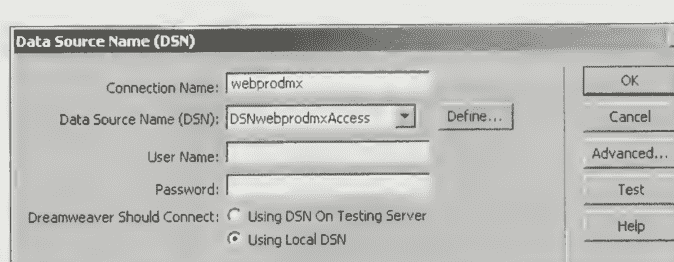 Data Source Name (DSN)
Connection Name: webprodmx
OK
Data Source Name (DSN): DSNwebprodmxAccess Define...
Cancel
User Name:
Advanced...
Password:
Test
Dreamweaver Should Connect: Using DSN On Testing Server
Using Local DSN
Help